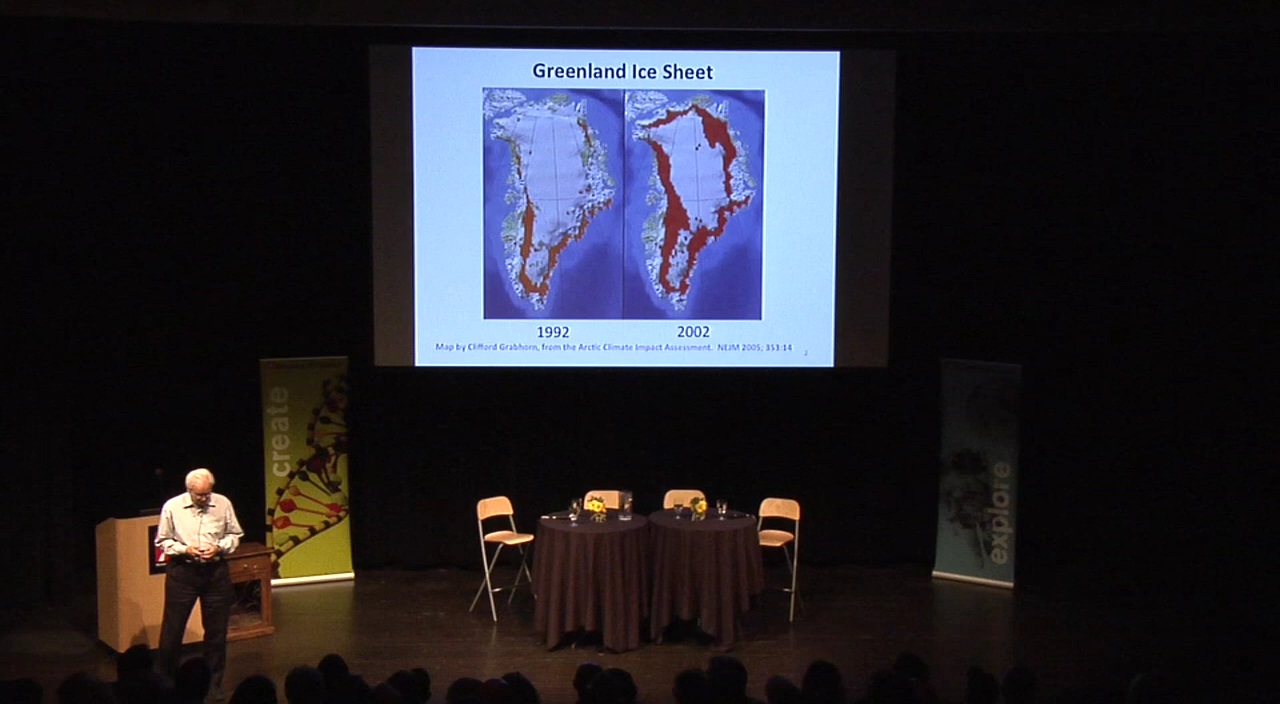 Greenland Ice Sheet
1992 2002
Map by Clifford Grabhorn, from the Arctic Climate Impact Assessment. NEJM 2005; 353:14
2
create
explore